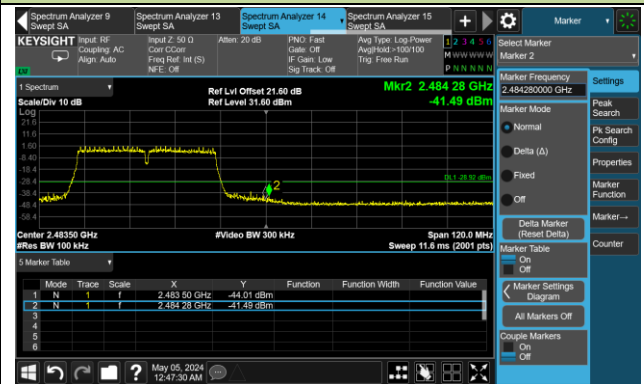 Spectrum Analyzer 9
Swept SA
Spectrum Analyzer 13
Swept SA
Spectrum Analyzer 14
Swept SA
Spectrum Analyzer 15
Swept SA
Marker
KEYSIGHT
Input: RF
Coupling: AC
Align: Auto
Input Z: 50 Ω
Corr CCorr
Freq Ref: Int (S)
NFE: Off
Atten: 20 dB
PNO: Fast
Gate: Off
IF Gain: Low
Sig Track: Off
Avg Type: Log-Power
Avg|Hold:>100/100
Trig: Free Run
1 2 3 4 5 6
M W W W W W
P N N N N N
LW
1 Spectrum
Scale/Div 10 dB
Ref Lvl Offset 21.60 dB
Ref Level 31.60 dBm
Mkr2 2.484 28 GHz
-41.49 dBm
Log
21.6
11.6
1.60
-8.40
-18.4
-28.4
-38.4
-48.4
-58.4
DL1 -28.92 dBm
2
Center 2.48350 GHz
#Res BW 100 kHz
#Video BW 300 kHz
Span 120.0 MHz
Sweep 11.6 ms (2001 pts)
5 Marker Table
Mode Trace Scale X Y Function Function Width Function Value
1 N 1 f 2.483 50 GHz -44.01 dBm
2 N 1 f 2.484 28 GHz -41.49 dBm
3
4
5
6
May 05, 2024
12:47:30 AM
Select Marker
Marker 2
Marker Frequency
2.484280000 GHz
Marker Mode
Normal
Delta (Δ)
Fixed
Off
Delta Marker
(Reset Delta)
Marker Table
On
Off
Marker Settings
Diagram
All Markers Off
Couple Markers
On
Off
Settings
Peak
Search
Pk Search
Config
Properties
Marker
Function
Marker→
Counter